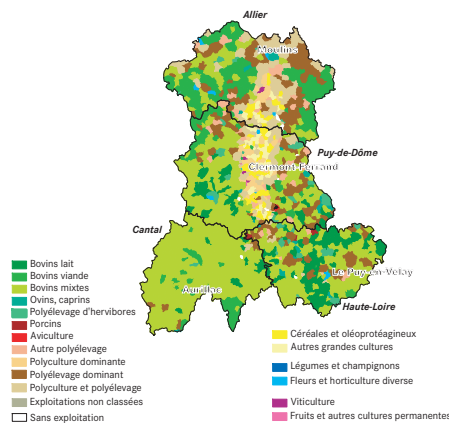 Allier
Moulins
Puy-de-Dôme
Clermont-Ferrand
Cantal
Aurillac
Le Puy-en-Velay
Haute-Loire
Bovins lait
Bovins viande
Bovins mixtes
Ovins, caprins
Polyélevage d'hervibores
Porcins
Aviculture
Autre polyélevage
Polyculture dominante
Polyélevage dominant
Polyculture et polyélevage
Exploitations non classées
Sans exploitation
Céréales et oléoprotéagineux
Autres grandes cultures
Légumes et champignons
Fleurs et horticulture diverse
Viticulture
Fruits et autres cultures permanentes